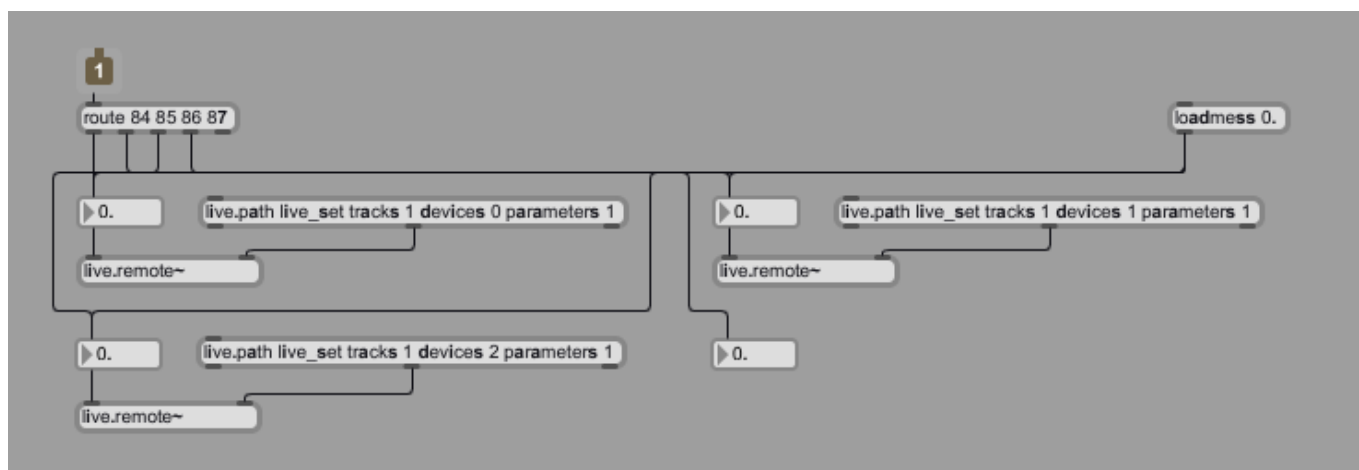 1
route 84 85 86 87
loadmess 0.
0.
live.path live_set tracks 1 devices 0 parameters 1
0.
live.path live_set tracks 1 devices 1 parameters 1
live.remote~
live.remote~
0.
live.path live_set tracks 1 devices 2 parameters 1
0.
live.remote~